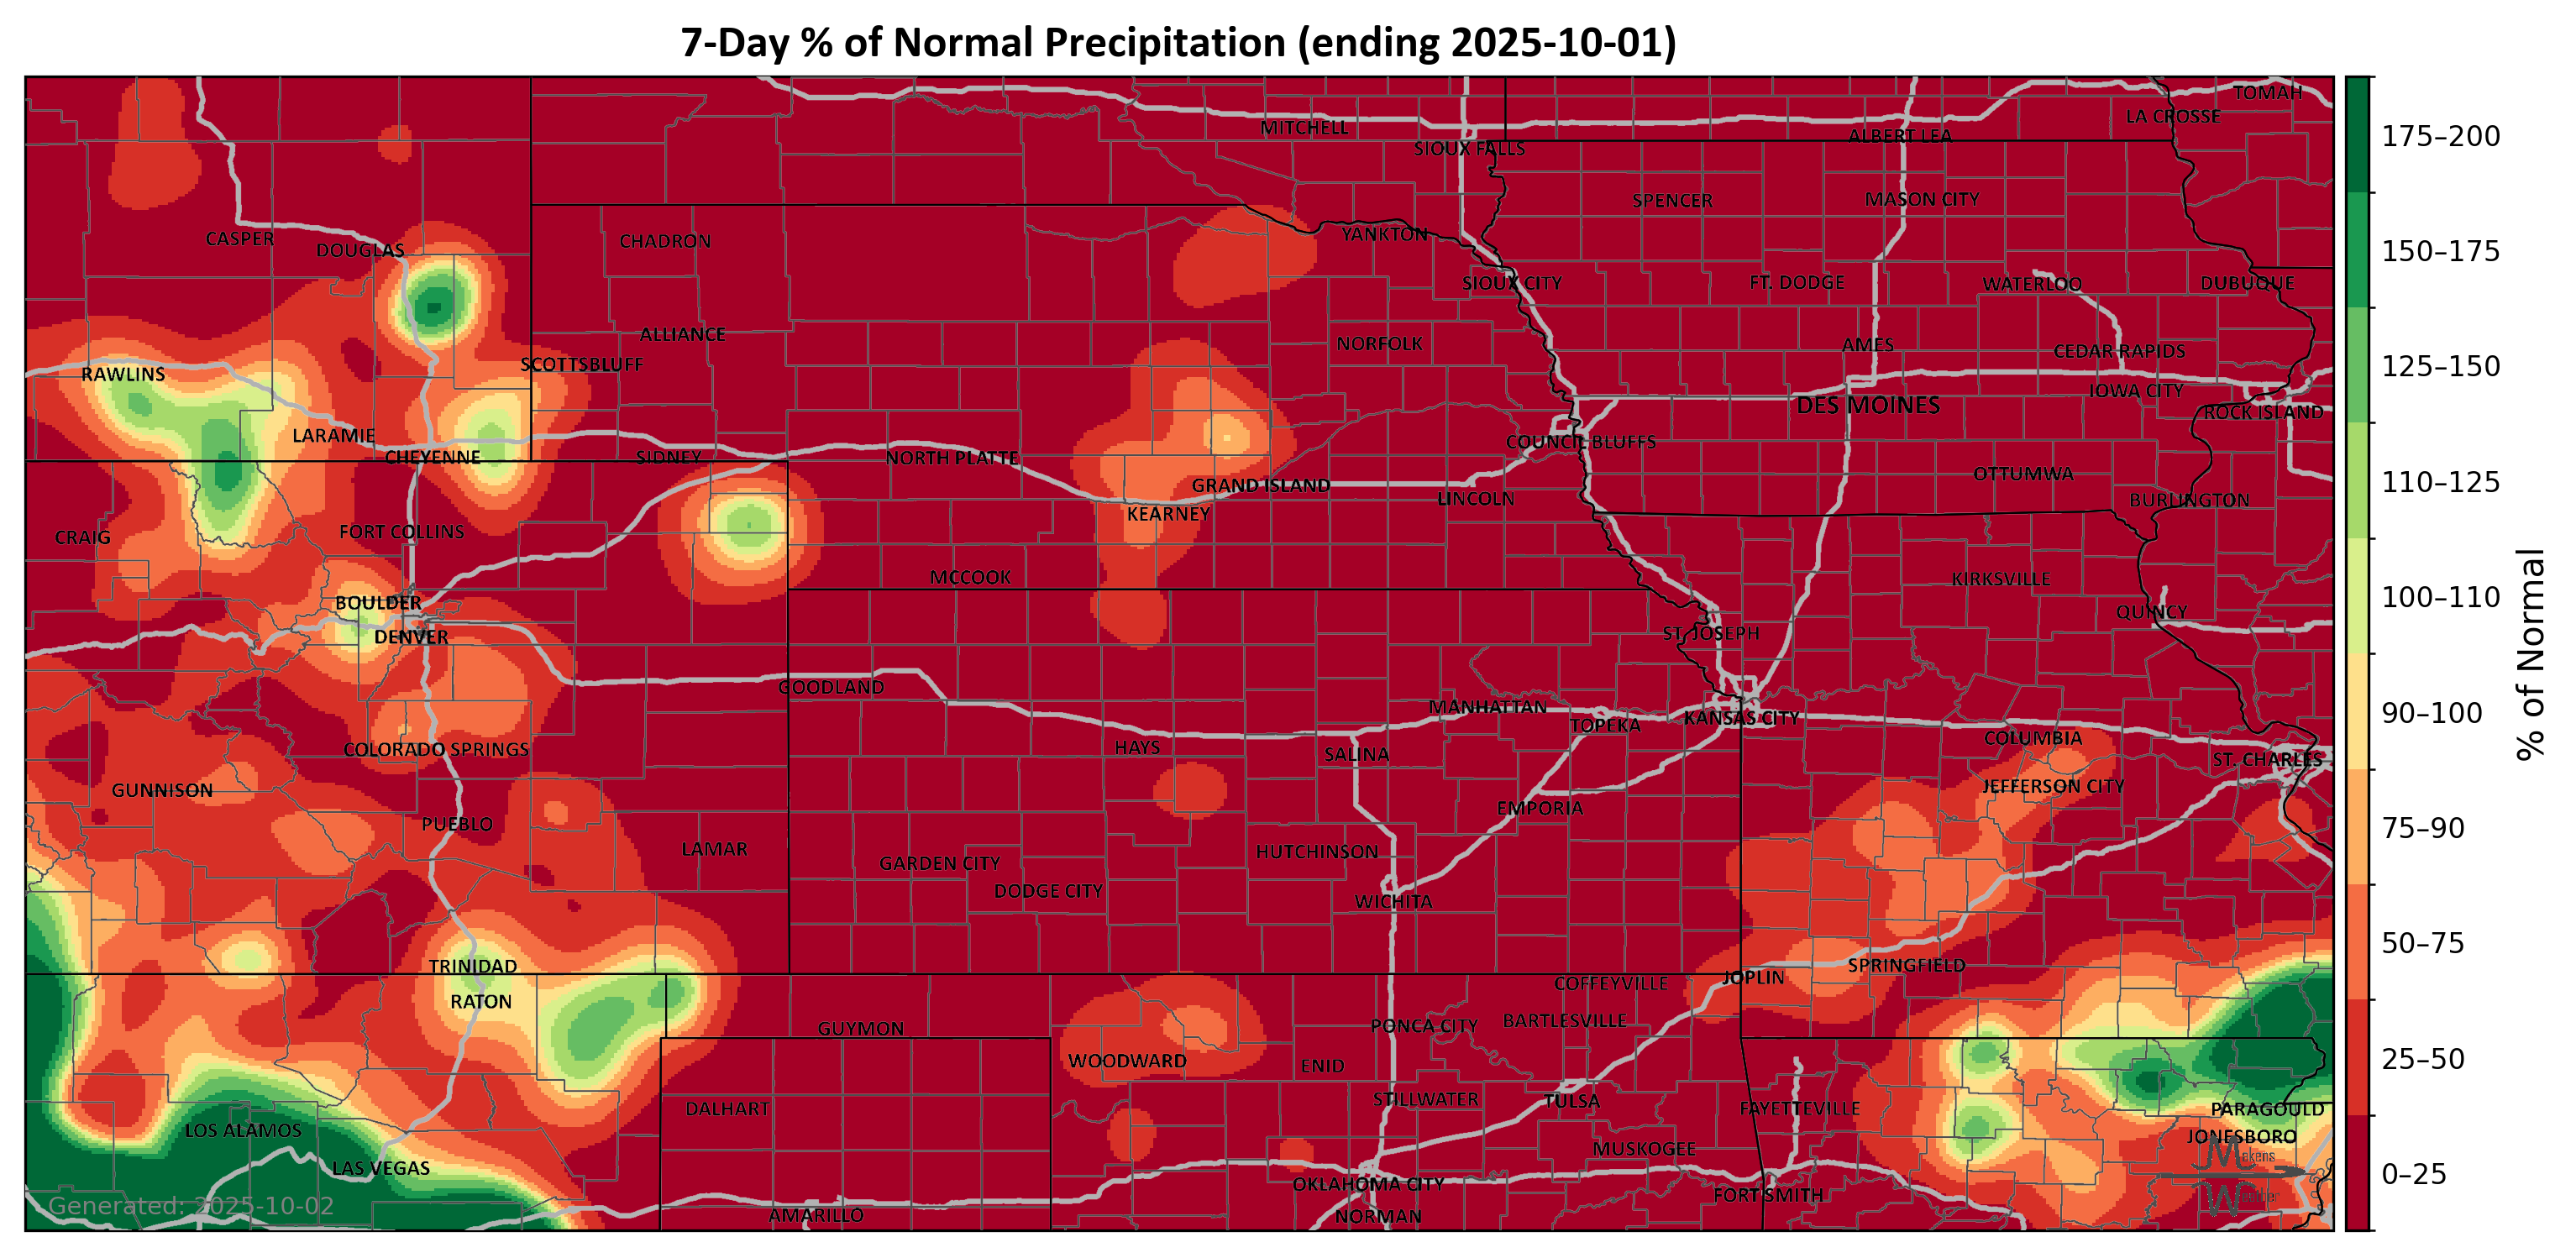 7-Day % of Normal Precipitation (ending 2025-10-01)
TOMAH
LA CROSSE
MITCHELL
ALBERT LEA
SIOUX FALLS
SPENCER
MASON CITY
CASPER
DOUGLAS
CHADRON
YANKTON
SIOUX CITY
FT. DODGE
WATERLOO
DUBUQUE
ALLIANCE
NORFOLK
AMES
CEDAR RAPIDS
SCOTTSBLUFF
RAWLINS
IOWA CITY
DES MOINES
ROCK ISLAND
LARAMIE
COUNCIL BLUFFS
CHEYENNE
SIDNEY
NORTH PLATTE
OTTUMWA
GRAND ISLAND
LINCOLN
BURLINGTON
KEARNEY
CRAIG
FORT COLLINS
MCCOOK
KIRKSVILLE
BOULDER
QUINCY
DENVER
ST. JOSEPH
GOODLAND
MANHATTAN
TOPEKA
KANSAS CITY
COLUMBIA
COLORADO SPRINGS
HAYS
SALINA
ST. CHARLES
GUNNISON
JEFFERSON CITY
EMPORIA
PUEBLO
LAMAR
GARDEN CITY
HUTCHINSON
DODGE CITY
WICHITA
TRINIDAD
SPRINGFIELD
JOPLIN
COFFEYVILLE
RATON
GUYMON
PONCA CITY
BARTLESVILLE
WOODWARD
ENID
STILLWATER
TULSA
DALHART
FAYETTEVILLE
PARAGOULD
LOS ALAMOS
JONESBORO
MUSKOGEE
LAS VEGAS
OKLAHOMA CITY
FORT SMITH
AMARILLO
NORMAN
Generated: 2025-10-02
Makens
175–200
150–175
125–150
110–125
100–110
90–100
75–90
50–75
25–50
0–25
% of Normal